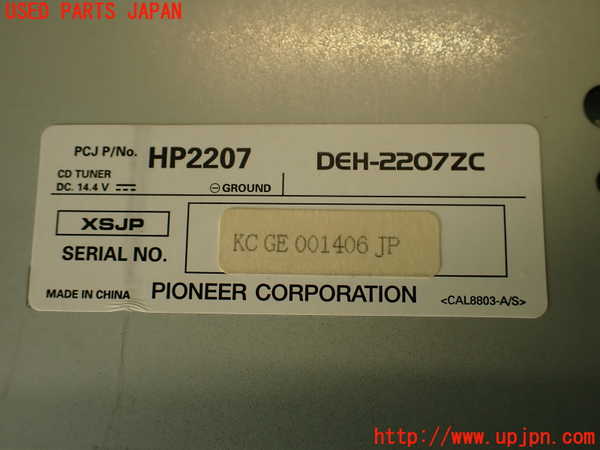 USED PARTS JAPAN
PCJ P/No. HP2207 DEH-2207ZC
CD TUNER
DC. 14.4 V ⎓ ⊖GROUND
XSJP
SERIAL NO. KC GE 001406 JP
MADE IN CHINA PIONEER CORPORATION <CAL8803-A/S>
http://www.upjpn.com/